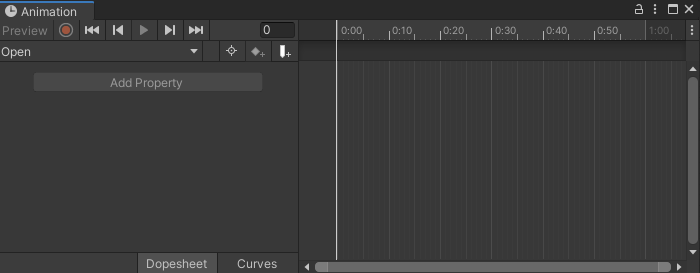 Animation
Preview 0 0:00 0:10 0:20 0:30 0:40 0:50 1:00
Open
Add Property
Dopesheet Curves